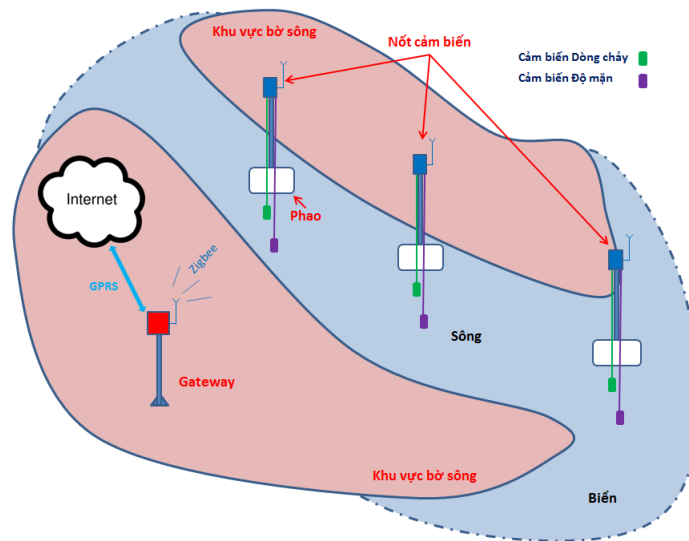 Khu vực bờ sông
Nốt cảm biến
Cảm biến Dòng chảy
Cảm biến Độ mặn
Internet
Phao
Zigbee
GPRS
Sông
Gateway
Khu vực bờ sông
Biển